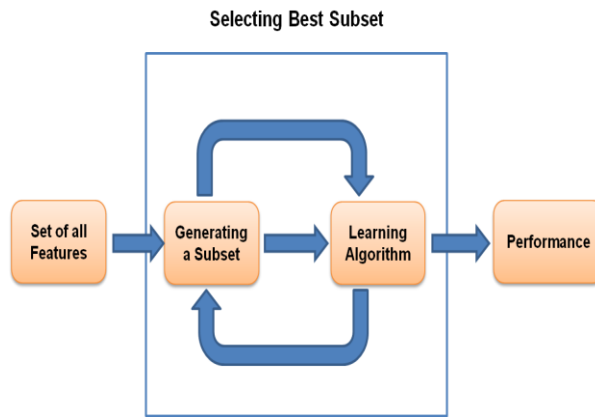 Selecting Best Subset
Set of all
Features
Generating
a Subset
Learning
Algorithm
Performance